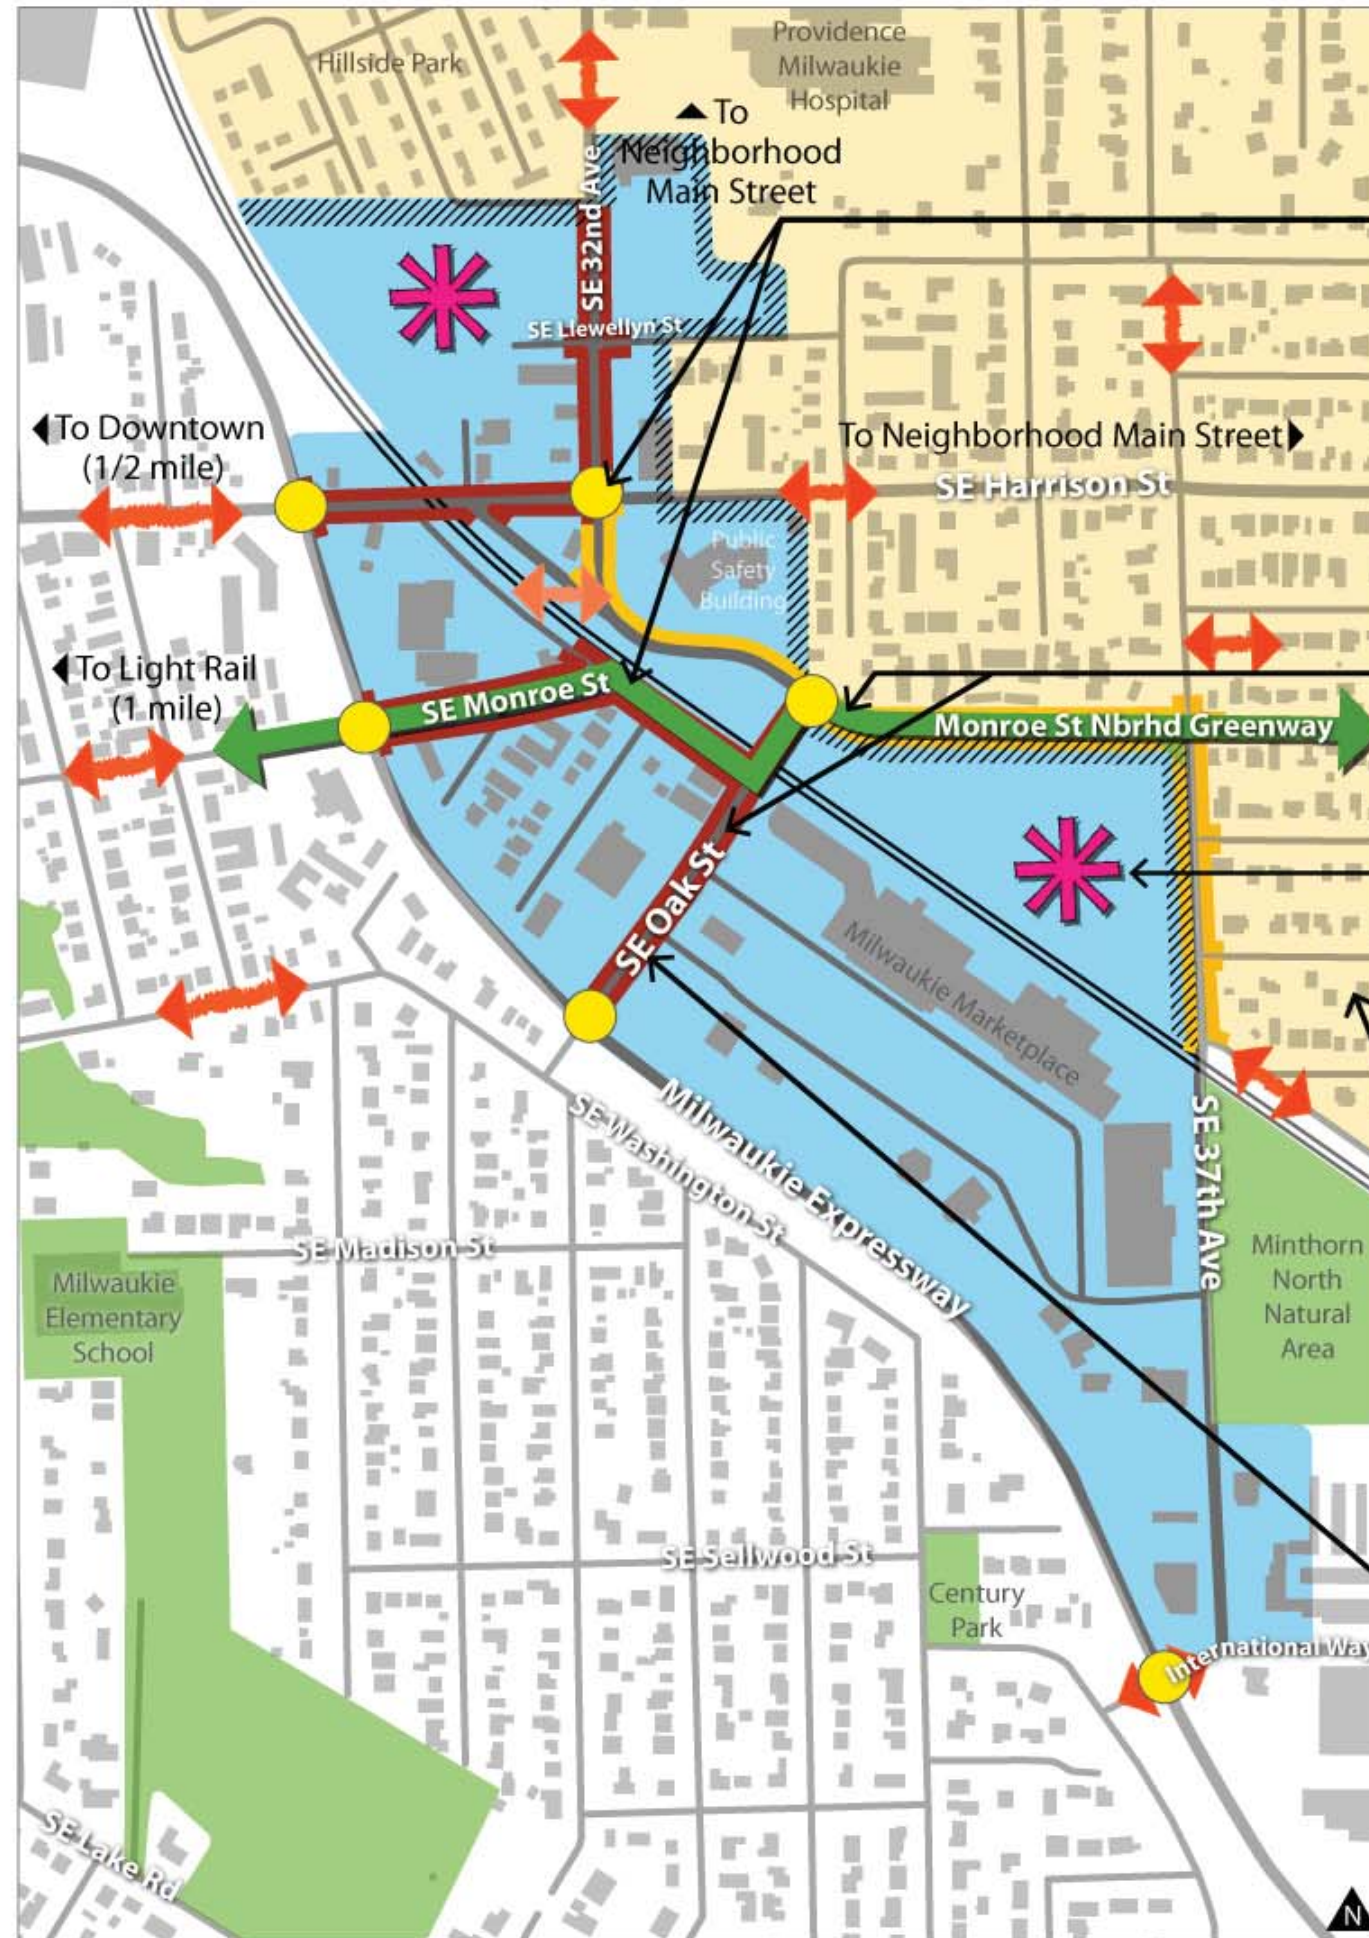 Hillside Park
Providence
Milwaukie
Hospital
To
Neighborhood
Main Street
SE 32nd Ave
SE Llewellyn St
To Downtown
(1/2 mile)
To Neighborhood Main Street
SE Harrison St
Public
Safety
Building
To Light Rail
(1 mile)
SE Monroe St
Monroe St Nbrhd Greenway
SE Oak St
Milwaukie Marketplace
SE Washington St
Milwaukie Expressway
SE 37th Ave
SE Madison St
Milwaukie
Elementary
School
Minthorn
North
Natural
Area
SE Sellwood St
Century
Park
International Way
SE Lake Rd
N